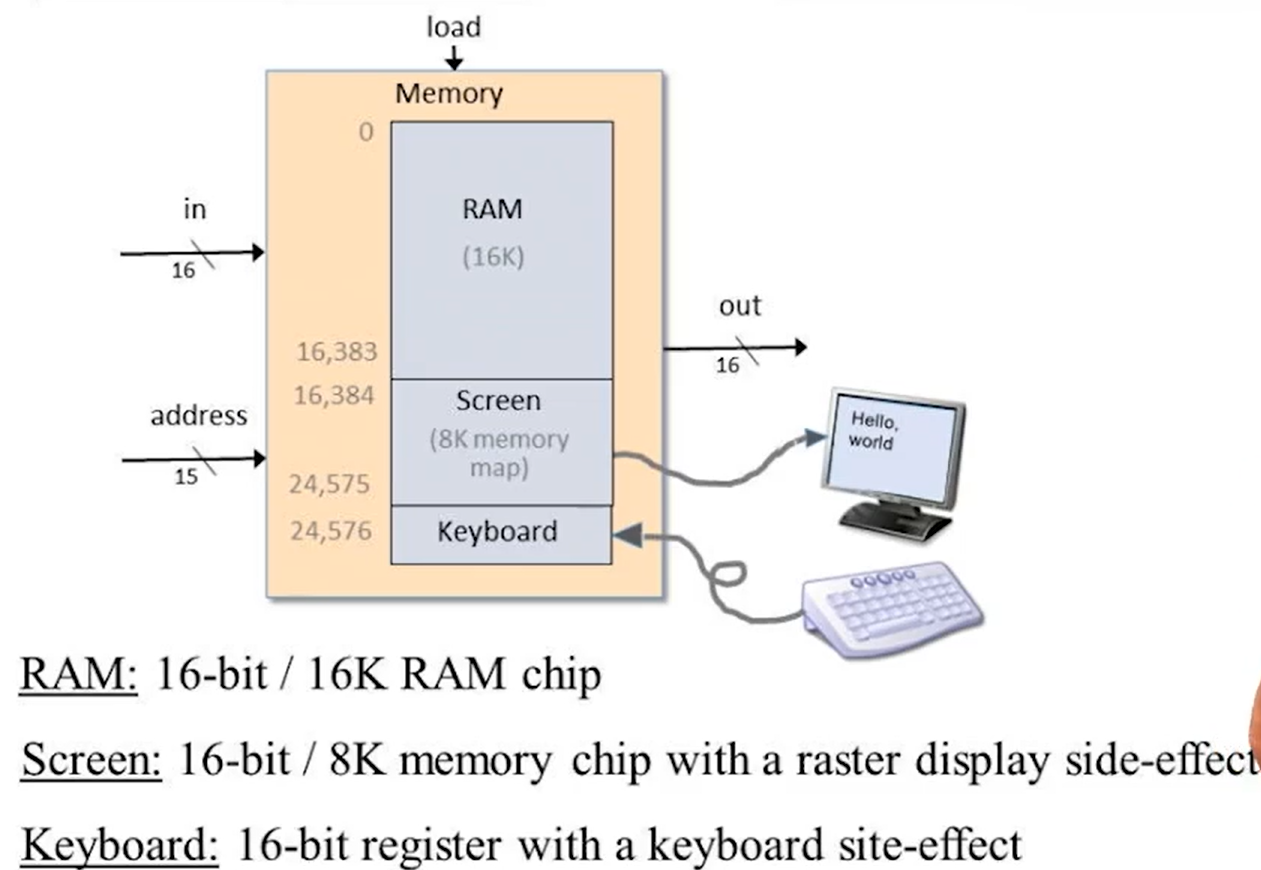 load
Memory
0
in
RAM
16
(16K)
out
16,383
16
16,384
Screen
address
(8K memory
map)
15
24,575
Hello,
world
24,576
Keyboard
RAM: 16-bit / 16K RAM chip
Screen: 16-bit / 8K memory chip with a raster display side-effect
Keyboard: 16-bit register with a keyboard site-effect